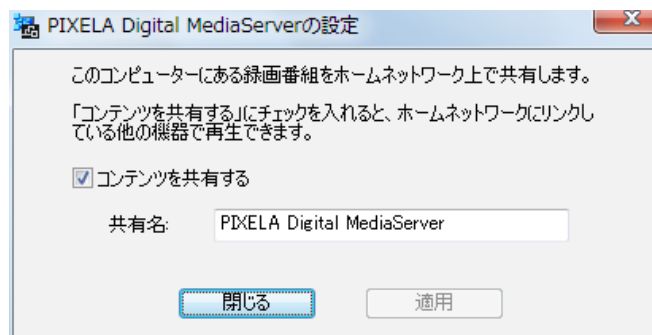 PIXELA Digital MediaServerの設定
このコンピューターにある録画番組をホームネットワーク上で共有します。
「コンテンツを共有する」にチェックを入れると、ホームネットワークにリンクし
ている他の機器で再生できます。
コンテンツを共有する
共有名: PIXELA Digital MediaServer
閉じる 適用